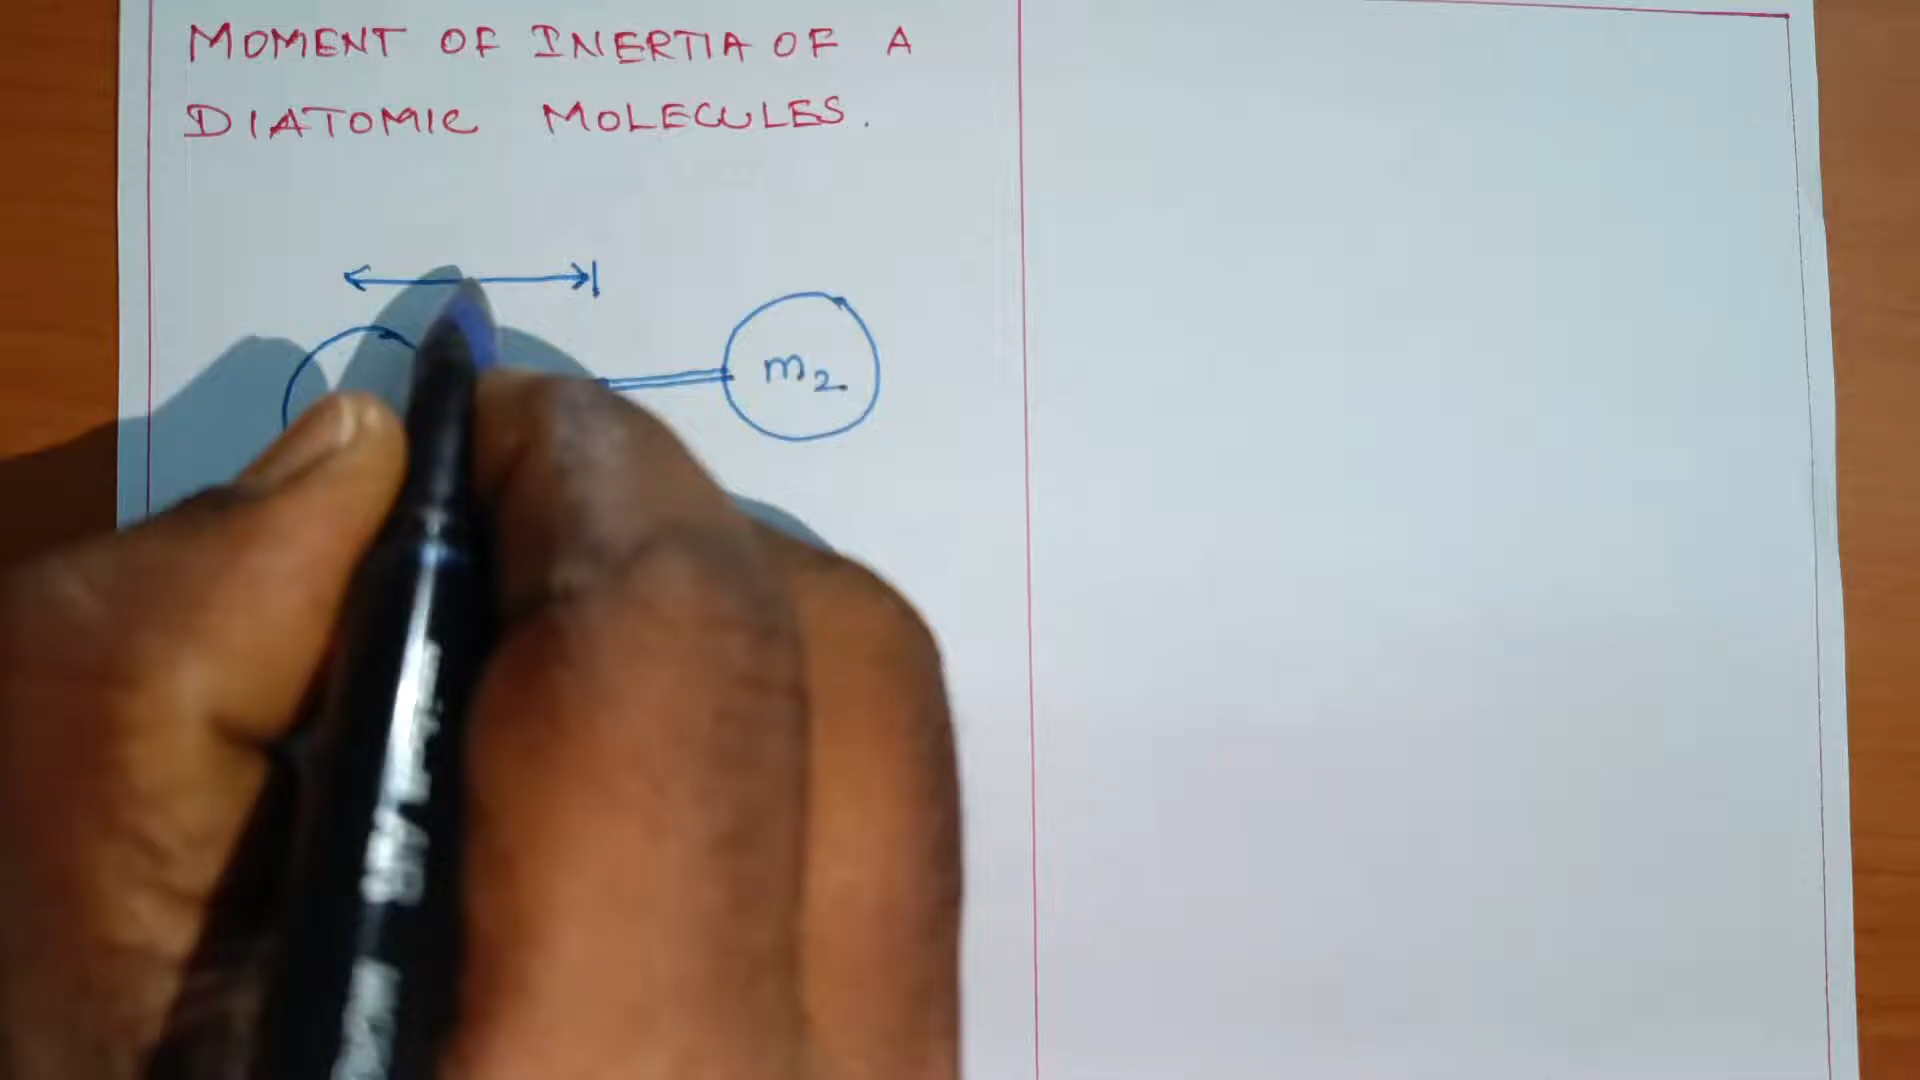 MOMENT OF INERTIA OF A
DIATOMIC MOLECULES.
m2